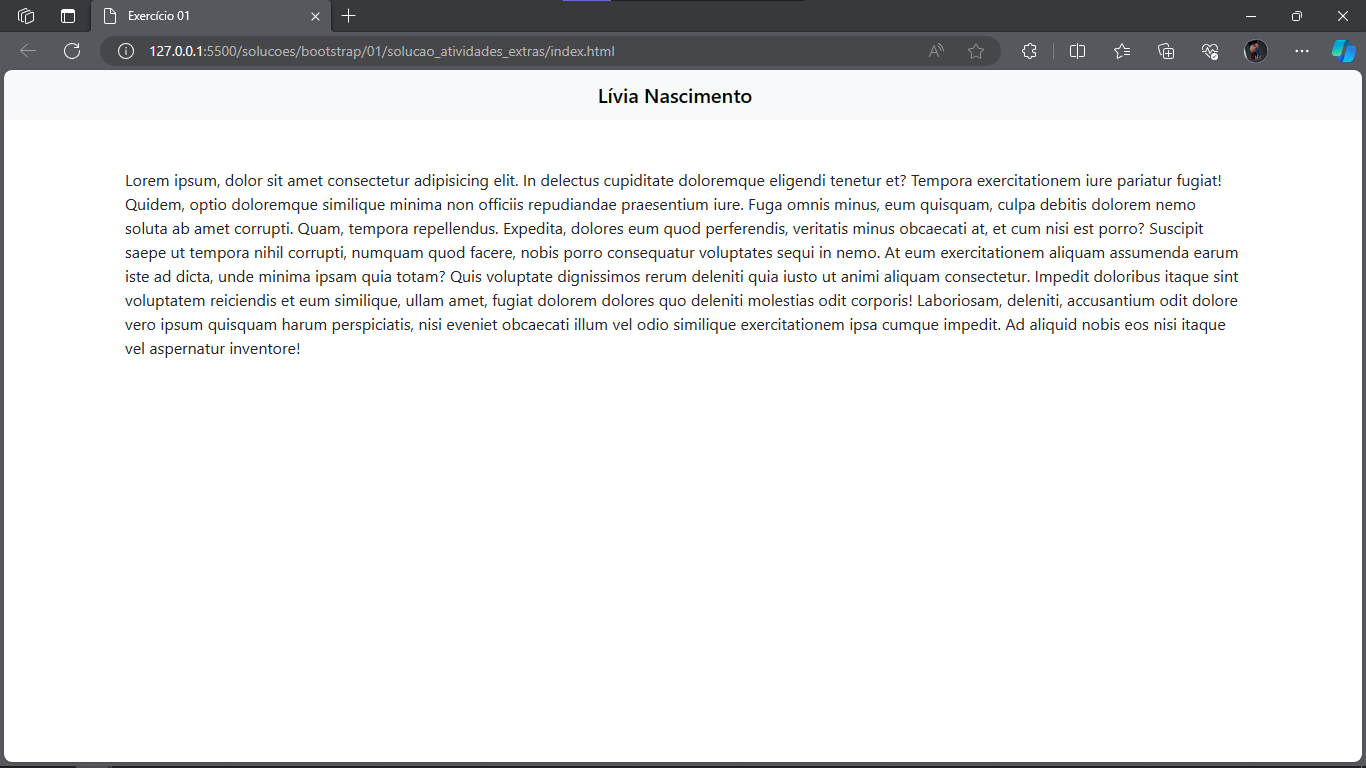 Exercício 01
127.0.0.1:5500/solucoes/bootstrap/01/solucao_atividades_extras/index.html
Lívia Nascimento
Lorem ipsum, dolor sit amet consectetur adipisicing elit. In delectus cupiditate doloremque eligendi tenetur et? Tempora exercitationem iure pariatur fugiat!
Quidem, optio doloremque similique minima non officiis repudiandae praesentium iure. Fuga omnis minus, eum quisquam, culpa debitis dolorem nemo
soluta ab amet corrupti. Quam, tempora repellendus. Expedita, dolores eum quod perferendis, veritatis minus obcaecati at, et cum nisi est porro? Suscipit
saepe ut tempora nihil corrupti, numquam quod facere, nobis porro consequatur voluptates sequi in nemo. At eum exercitationem aliquam assumenda earum
iste ad dicta, unde minima ipsam quia totam? Quis voluptate dignissimos rerum deleniti quia iusto ut animi aliquam consectetur. Impedit doloribus itaque sint
voluptatem reiciendis et eum similique, ullam amet, fugiat dolorem dolores quo deleniti molestias odit corporis! Laboriosam, deleniti, accusantium odit dolore
vero ipsum quisquam harum perspiciatis, nisi eveniet obcaecati illum vel odio similique exercitationem ipsa cumque impedit. Ad aliquid nobis eos nisi itaque
vel aspernatur inventore!